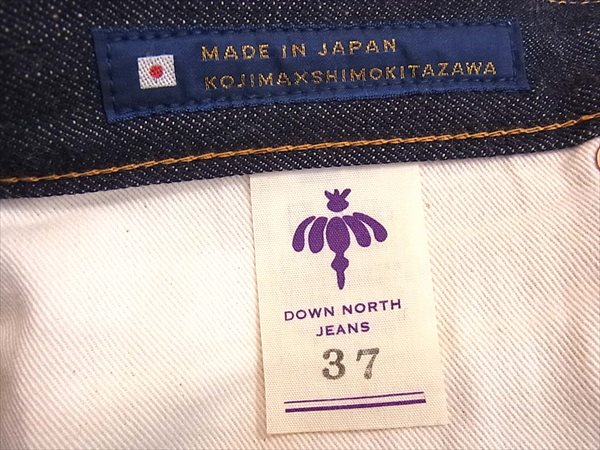 MADE IN JAPAN
KOJIMAXSHIMOKITAZAWA
DOWN NORTH
JEANS
37